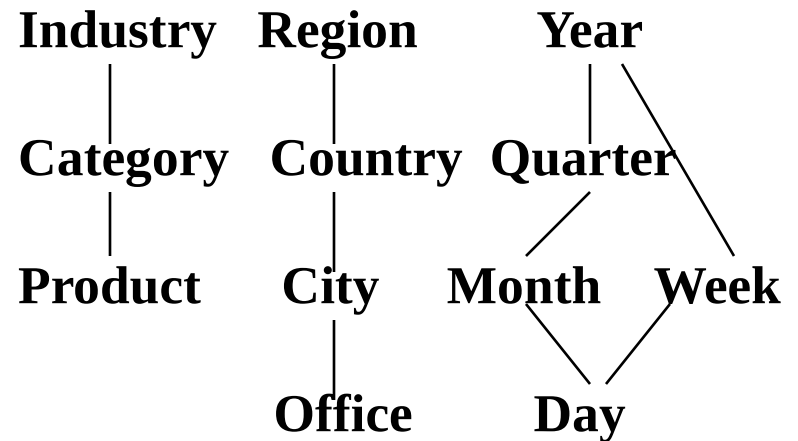 Industry Region Year
Category Country Quarter
Product City Month Week
Office Day